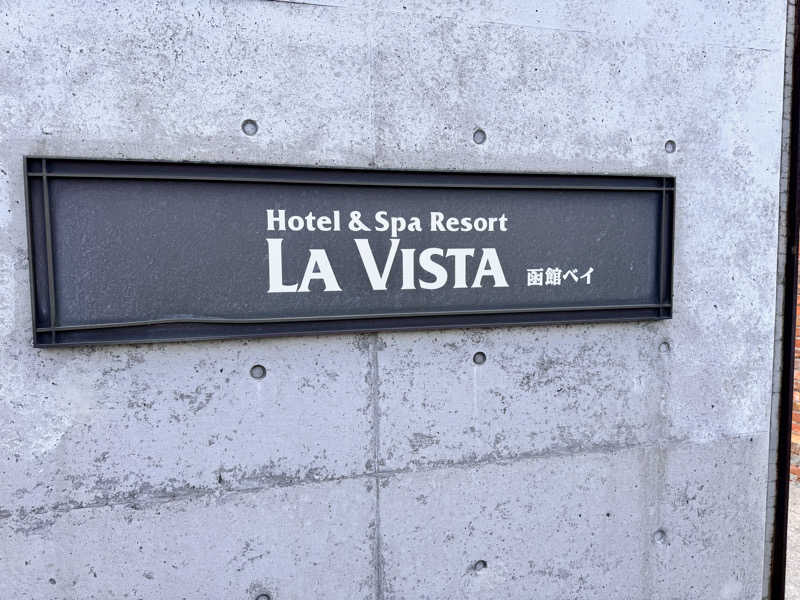 Hotel & Spa Resort
LA VISTA 函館ベイ